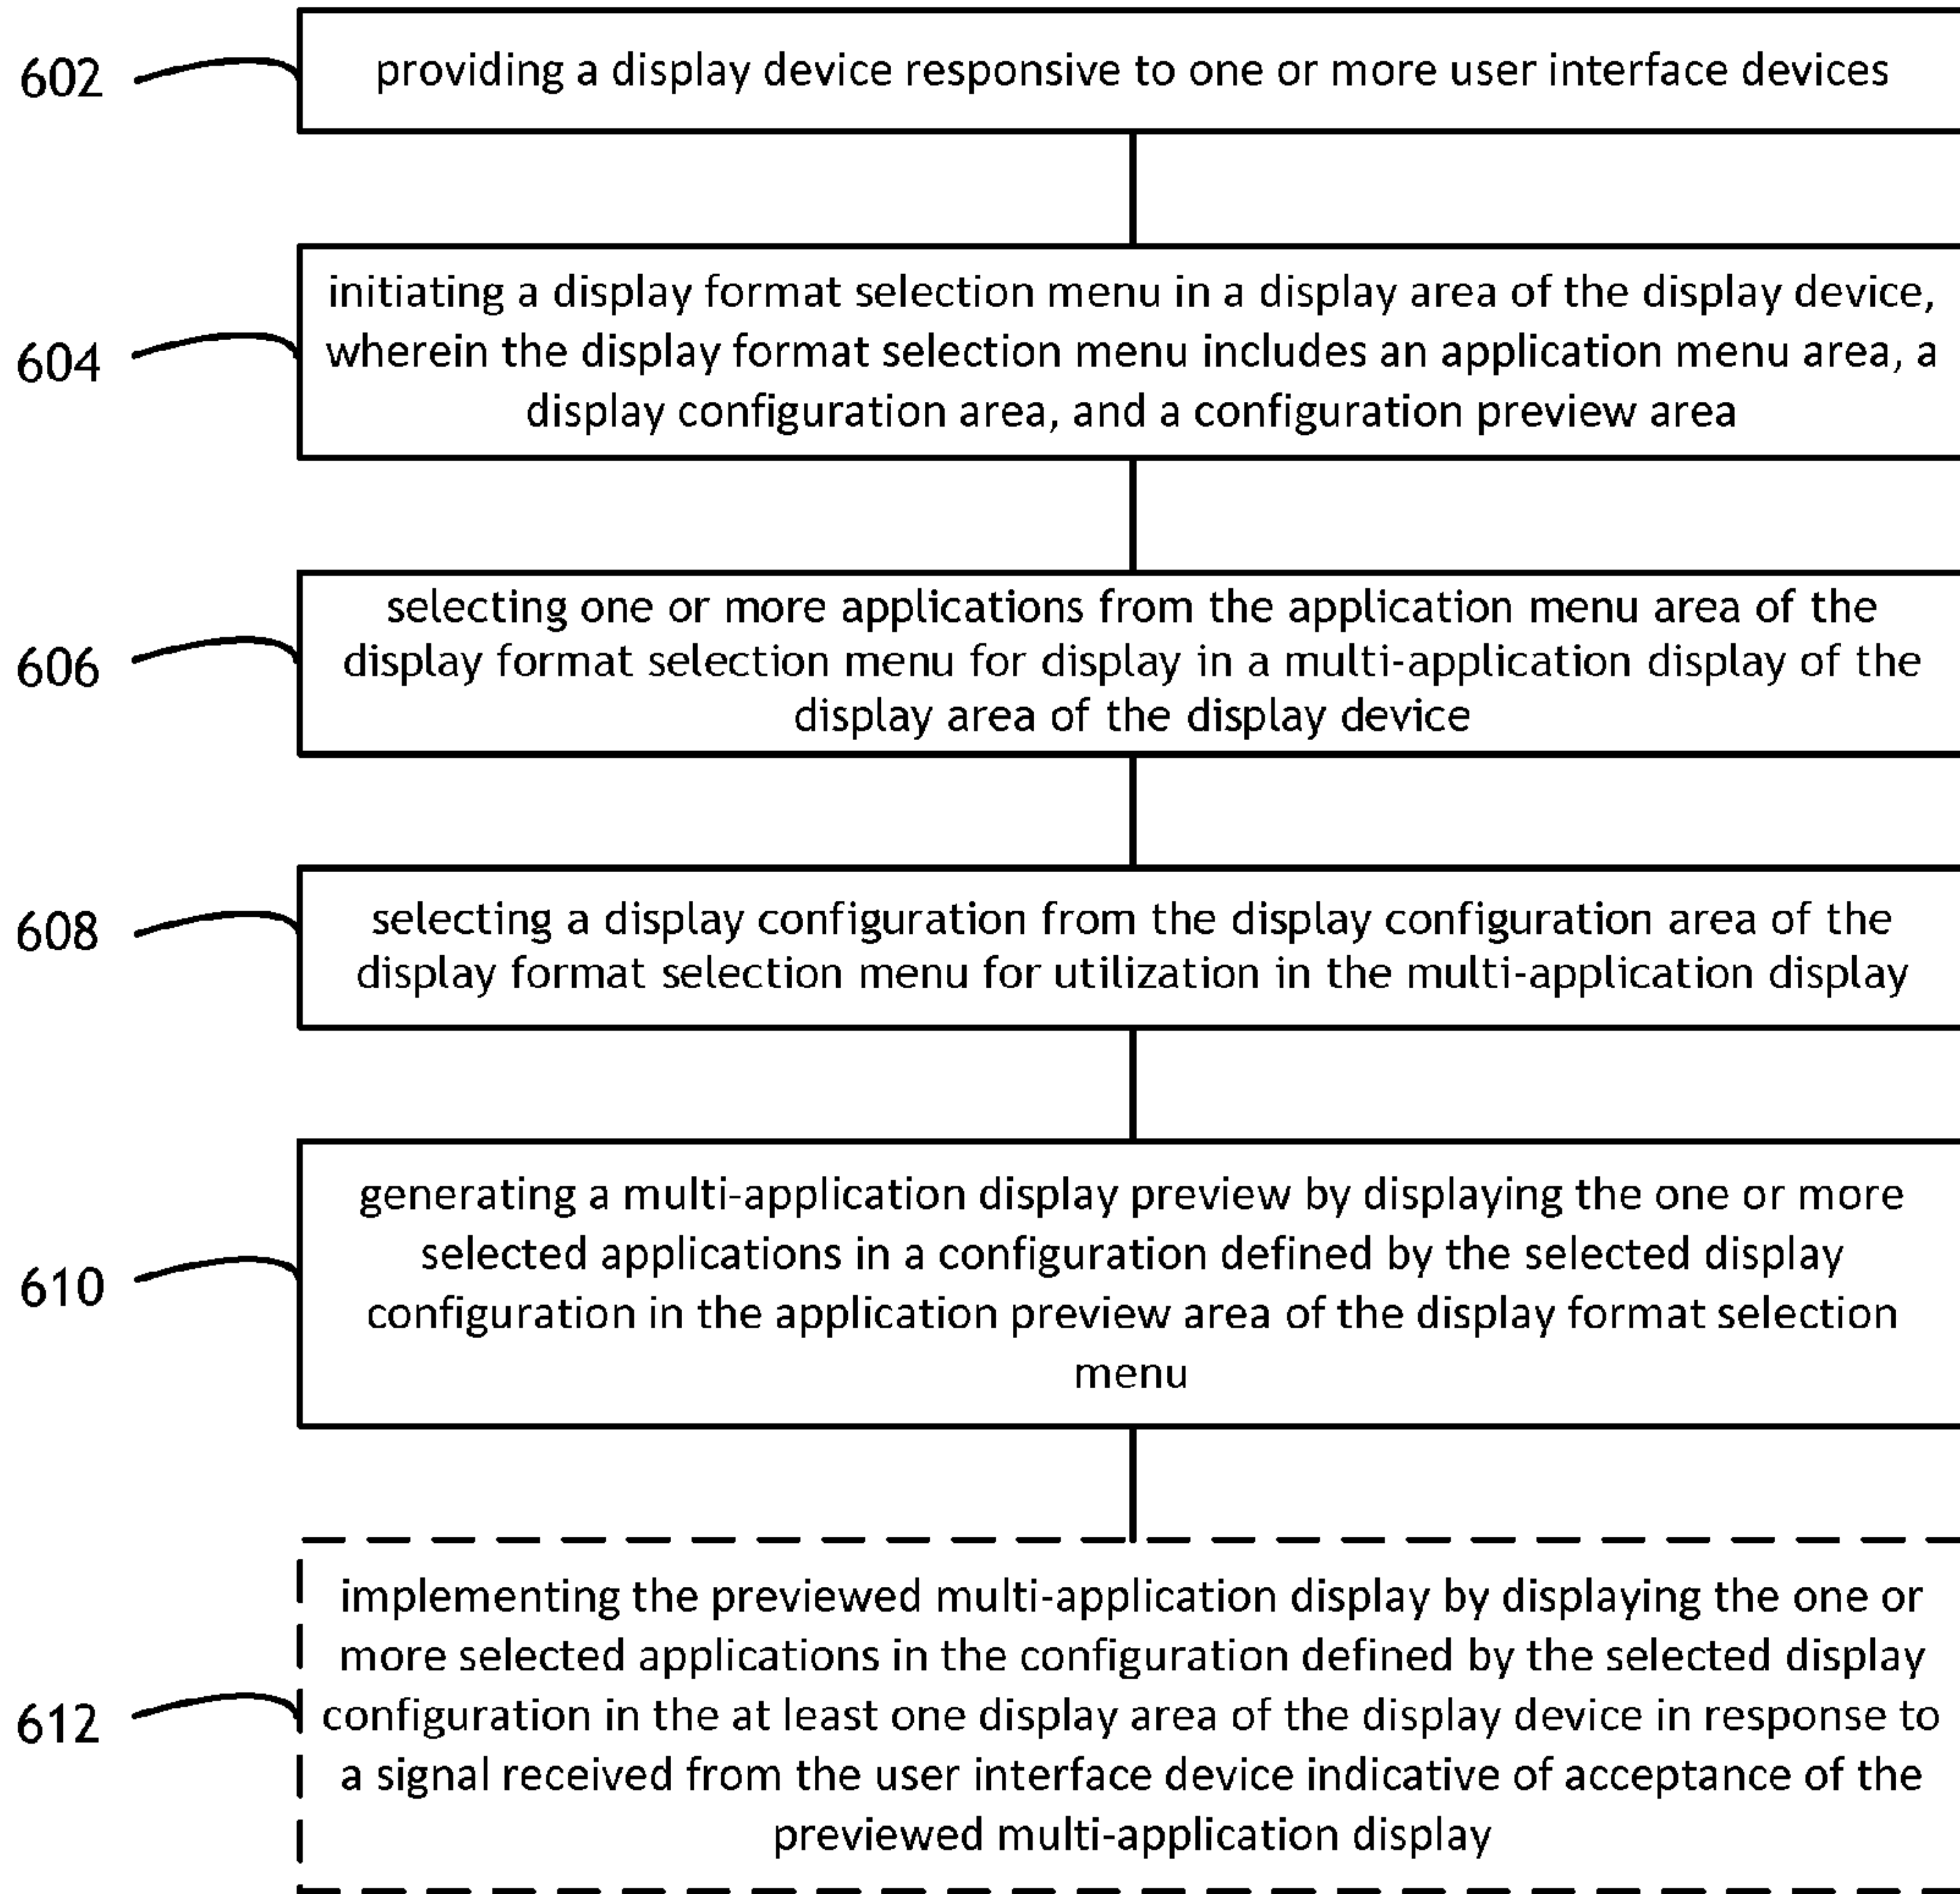 602
providing a display device responsive to one or more user interface devices
604
initiating a display format selection menu in a display area of the display device,
wherein the display format selection menu includes an application menu area, a
display configuration area, and a configuration preview area
606
selecting one or more applications from the application menu area of the
display format selection menu for display in a multi-application display of the
display area of the display device
608
selecting a display configuration from the display configuration area of the
display format selection menu for utilization in the multi-application display
610
generating a multi-application display preview by displaying the one or more
selected applications in a configuration defined by the selected display
configuration in the application preview area of the display format selection
menu
612
implementing the previewed multi-application display by displaying the one or
more selected applications in the configuration defined by the selected display
configuration in the at least one display area of the display device in response to
a signal received from the user interface device indicative of acceptance of the
previewed multi-application display